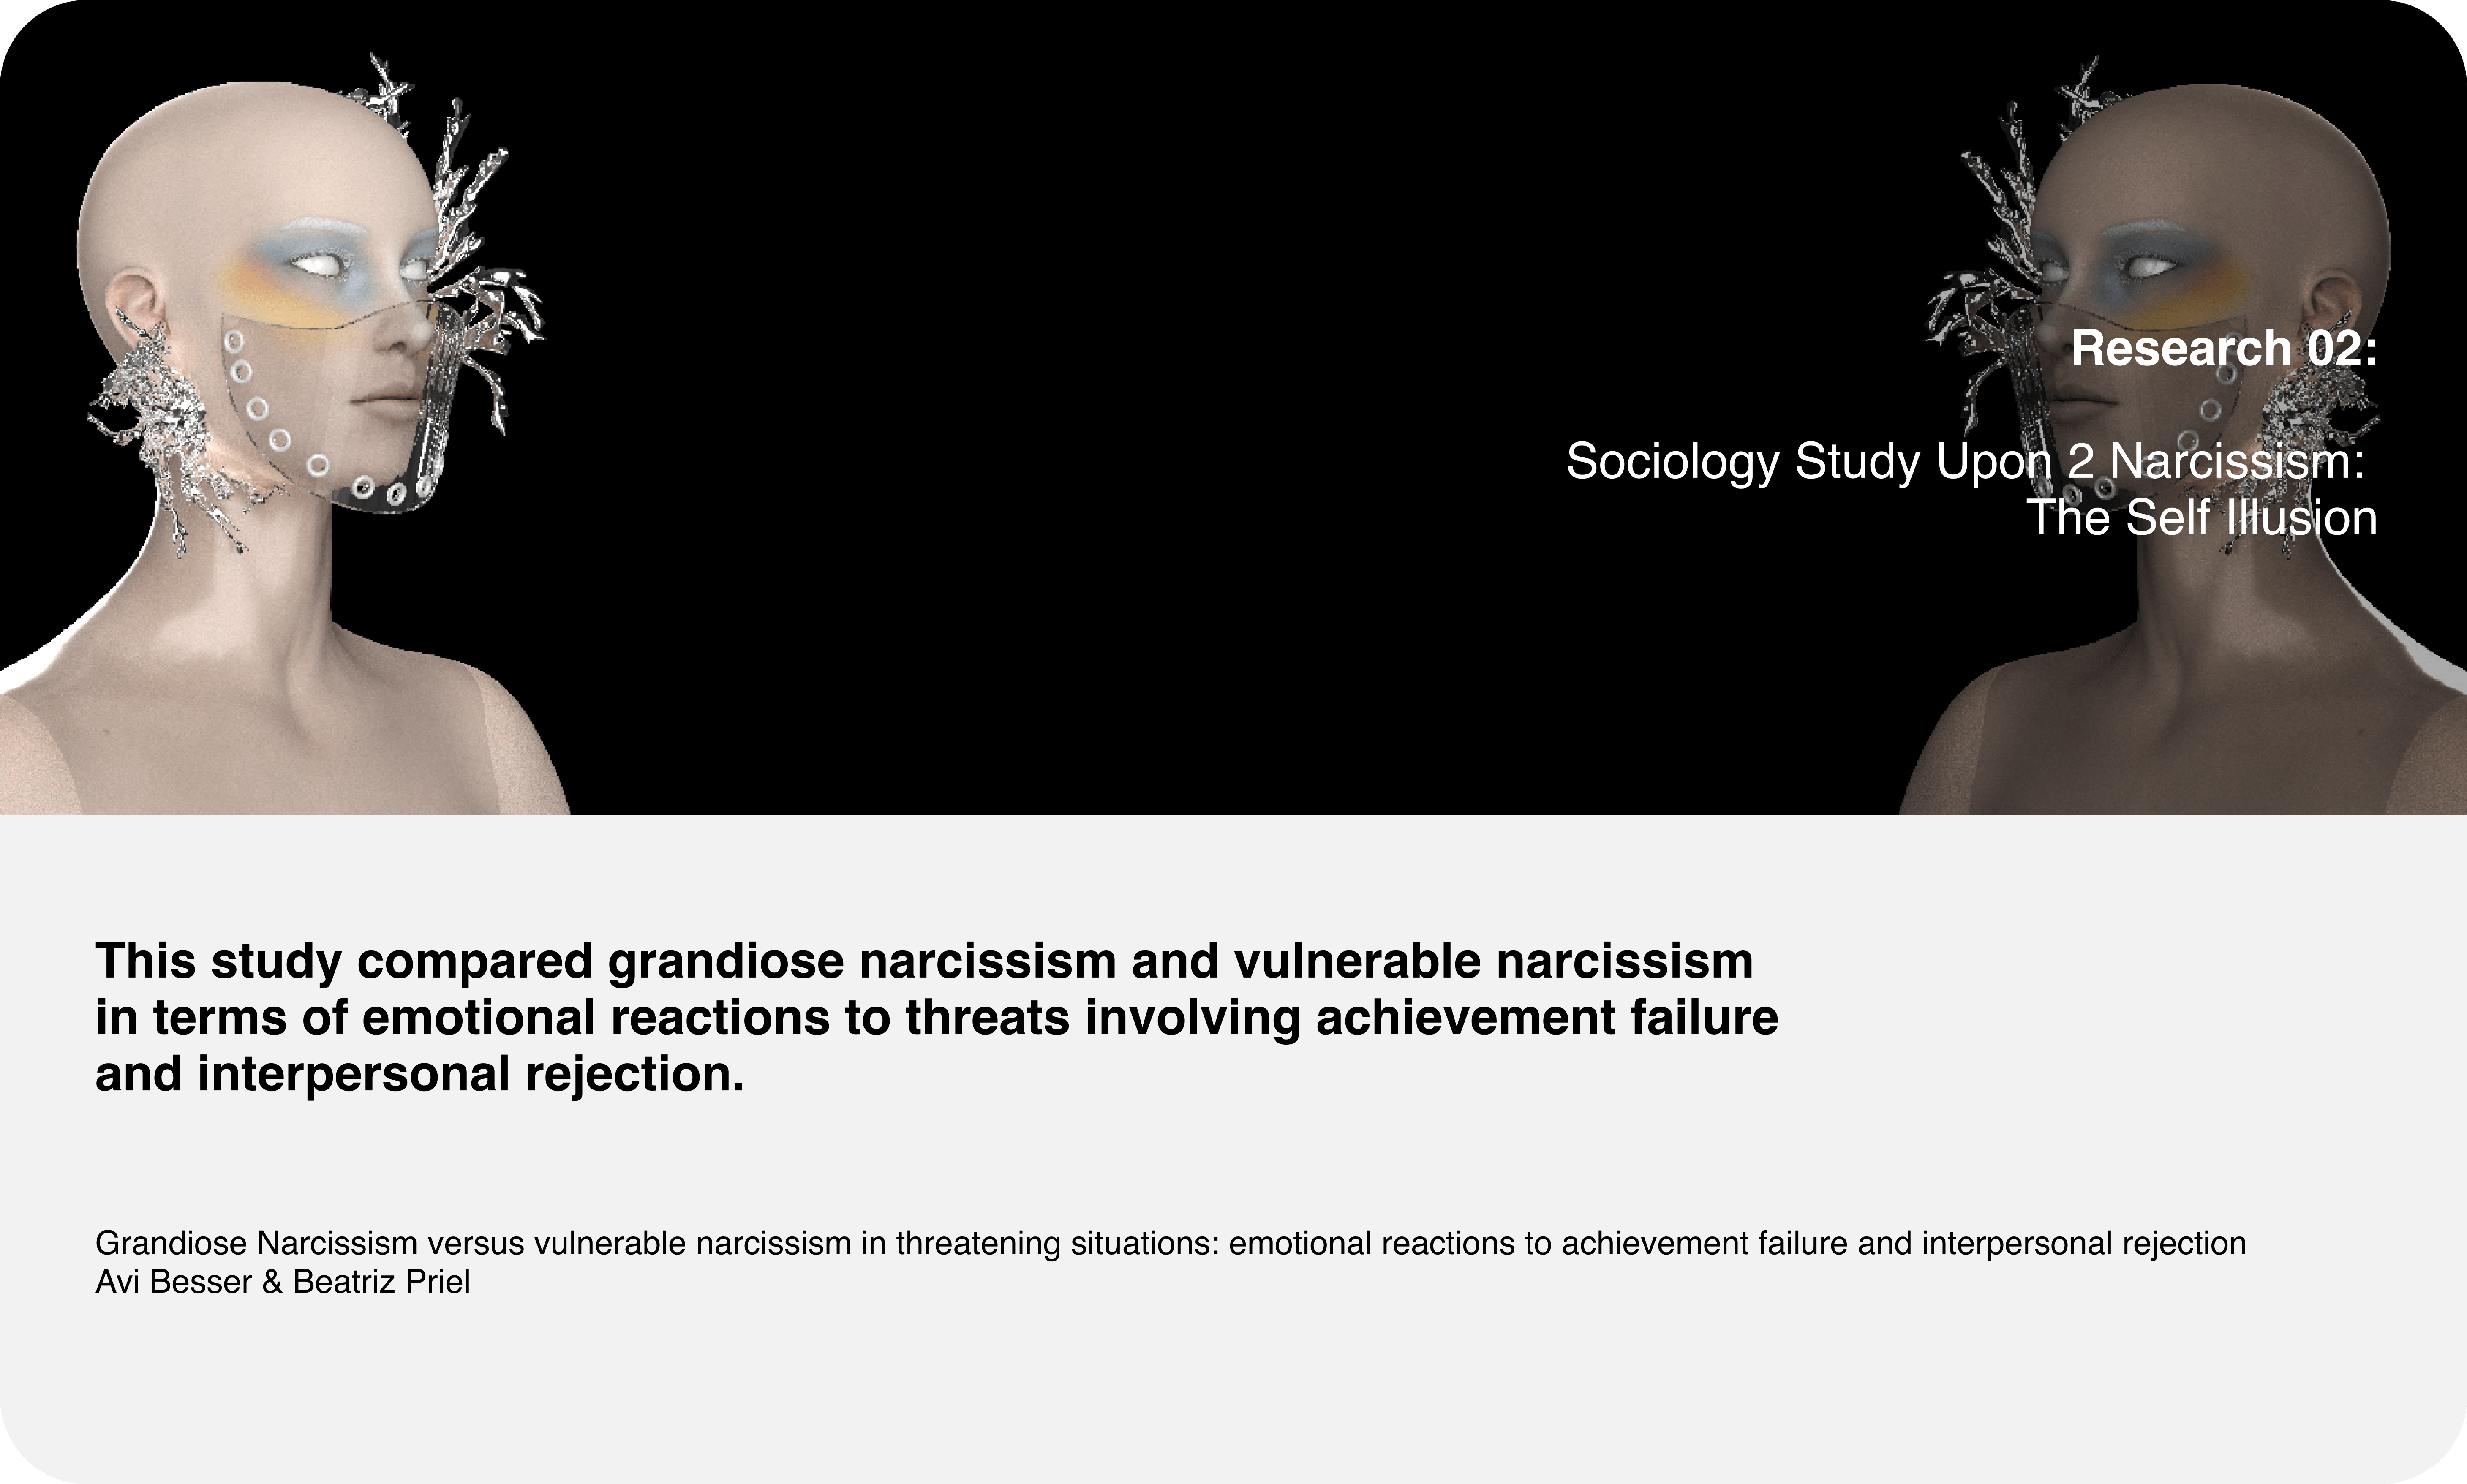 Research 02:
Sociology Study Upon 2 Narcissism:
The Self Illusion
This study compared grandiose narcissism and vulnerable narcissism
in terms of emotional reactions to threats involving achievement failure
and interpersonal rejection.
Grandiose Narcissism versus vulnerable narcissism in threatening situations: emotional reactions to achievement failure and interpersonal rejection
Avi Besser & Beatriz Priel